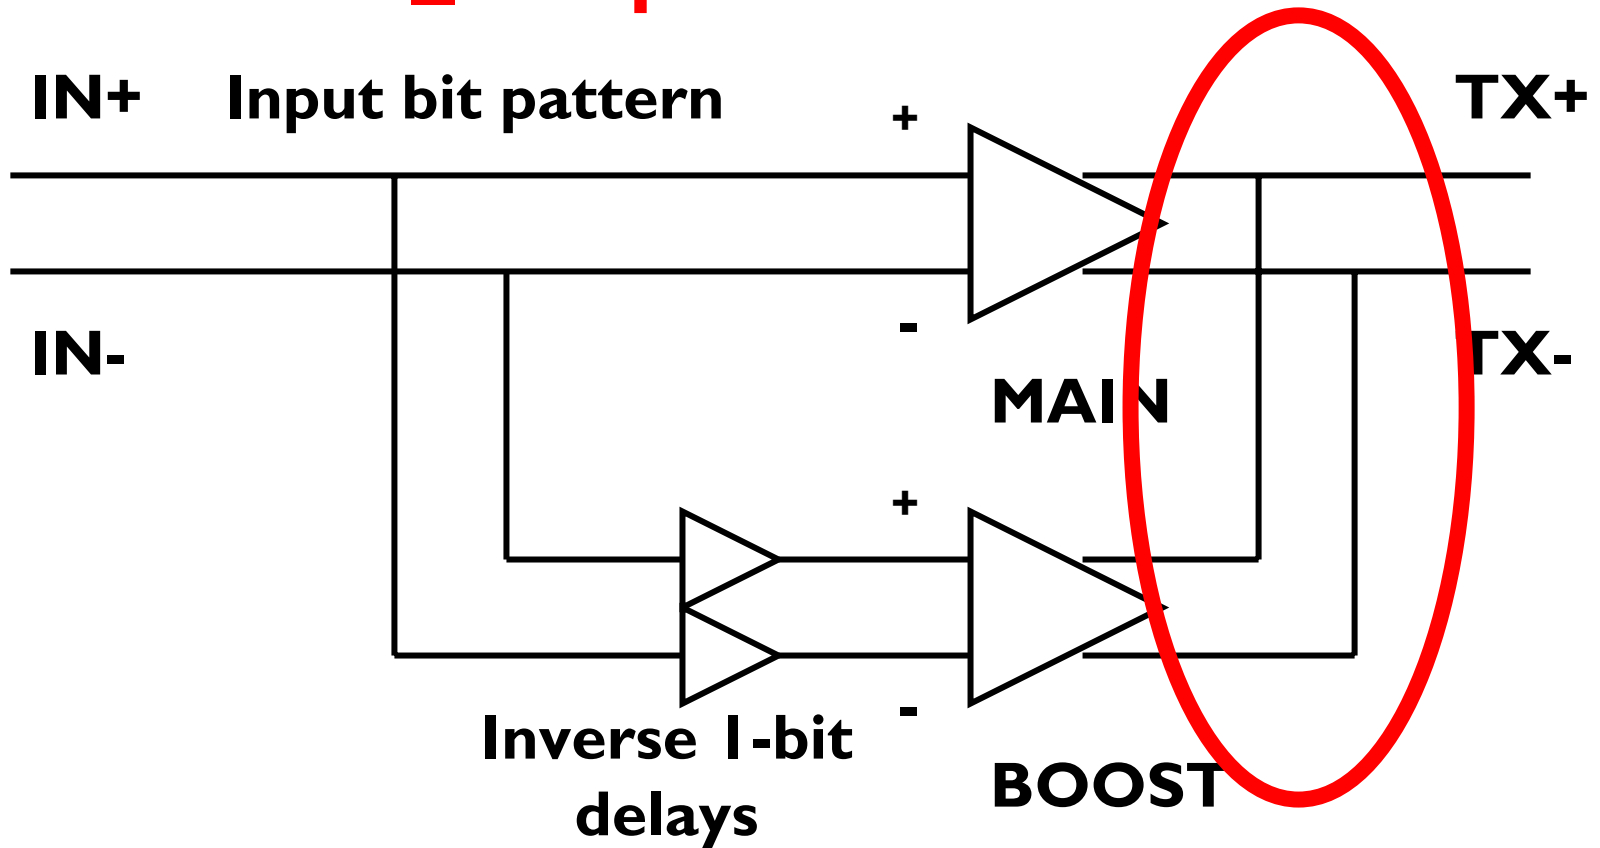 IN+ Input bit pattern + TX+
IN- - TX-
MAIN
+
Inverse 1-bit -
delays
BOOST